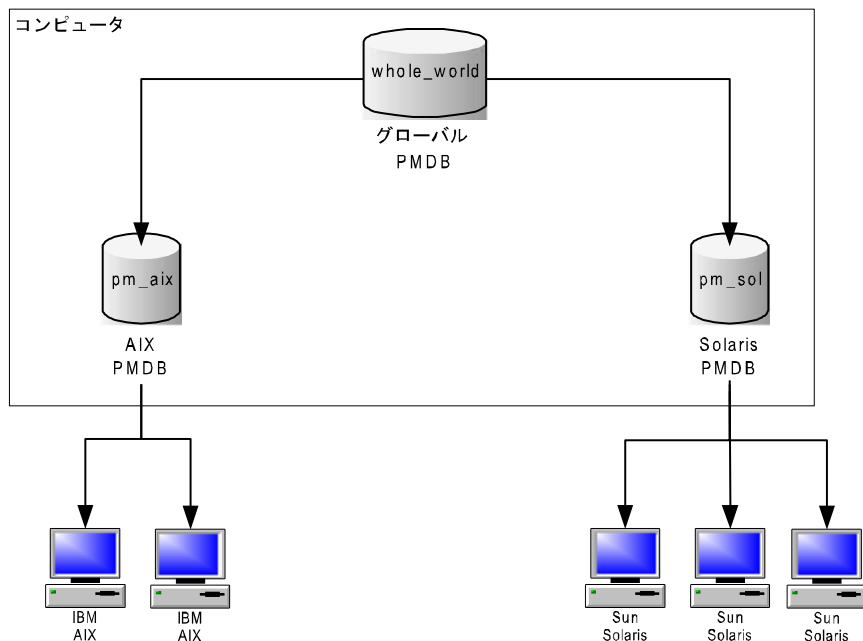 コンピュータ
whole_world
グローバル
PMDB
pm_aix
pm_sol
AIX
PMDB
Solaris
PMDB
IBM
AIX
IBM
AIX
Sun
Solaris
Sun
Solaris
Sun
Solaris